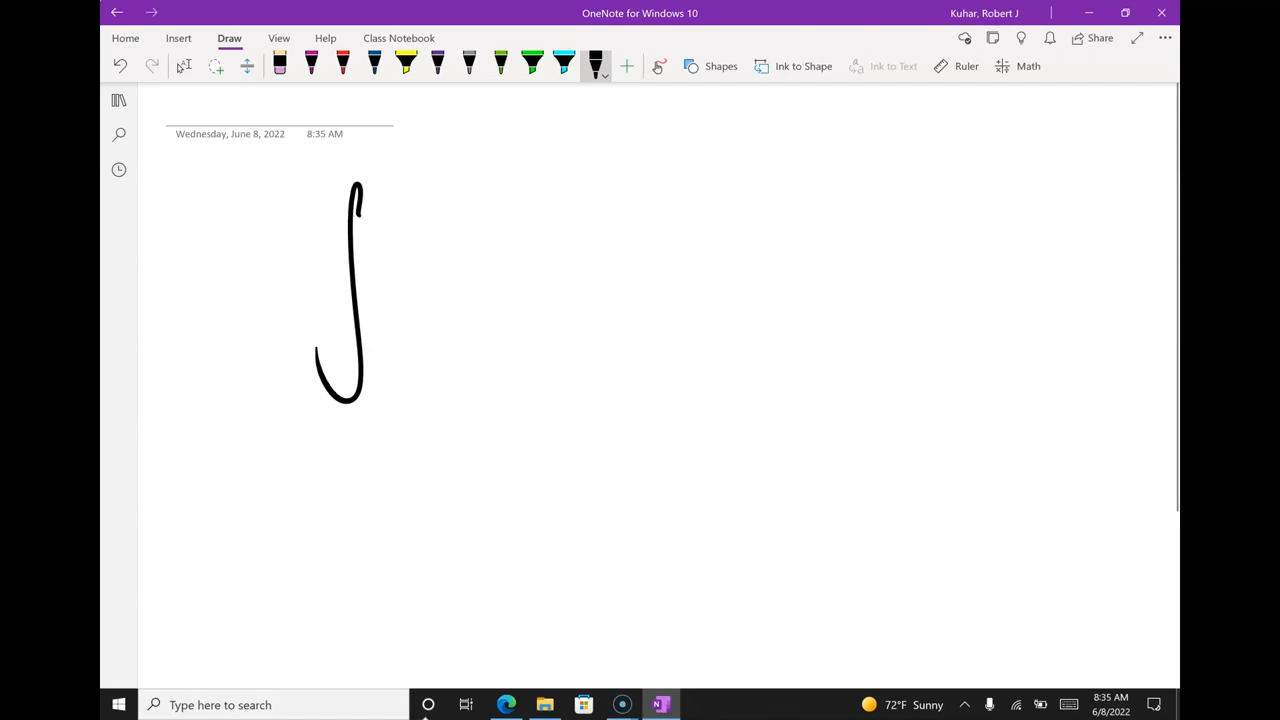 OneNote for Windows 10
Kuhar, Robert J
Home Insert Draw View Help Class Notebook
Share
Shapes Ink to Shape Ink to Text Ruler Math
Wednesday, June 8, 2022 8:35 AM
Type here to search
72°F Sunny
8:35 AM
6/8/2022